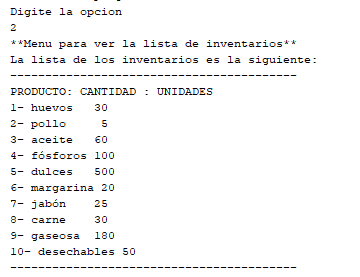 Digite la opcion
2
**Menu para ver la lista de inventarios**
La lista de los inventarios es la siguiente:
-----------------------------------------
PRODUCTO: CANTIDAD : UNIDADES
1- huevos   30
2- pollo     5
3- aceite   60
4- fósforos 100
5- dulces   500
6- margarina 20
7- jabón    25
8- carne    30
9- gaseosa  180
10- desechables 50
-----------------------------------------